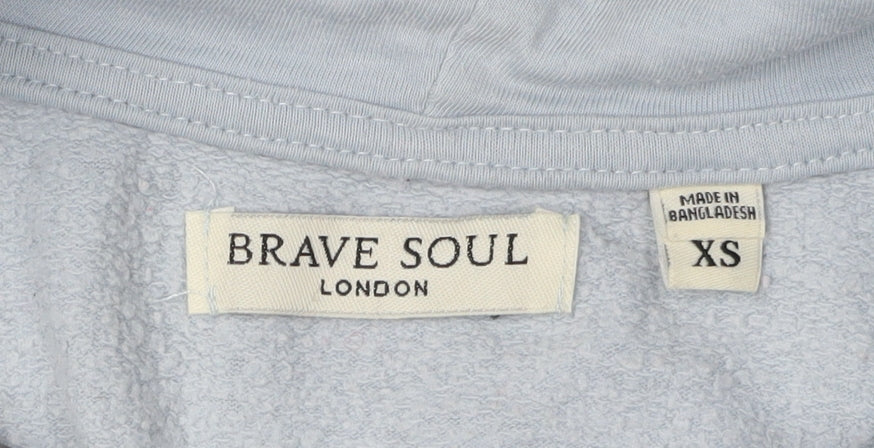 BRAVE SOUL
LONDON
MADE IN
BANGLADESH
XS